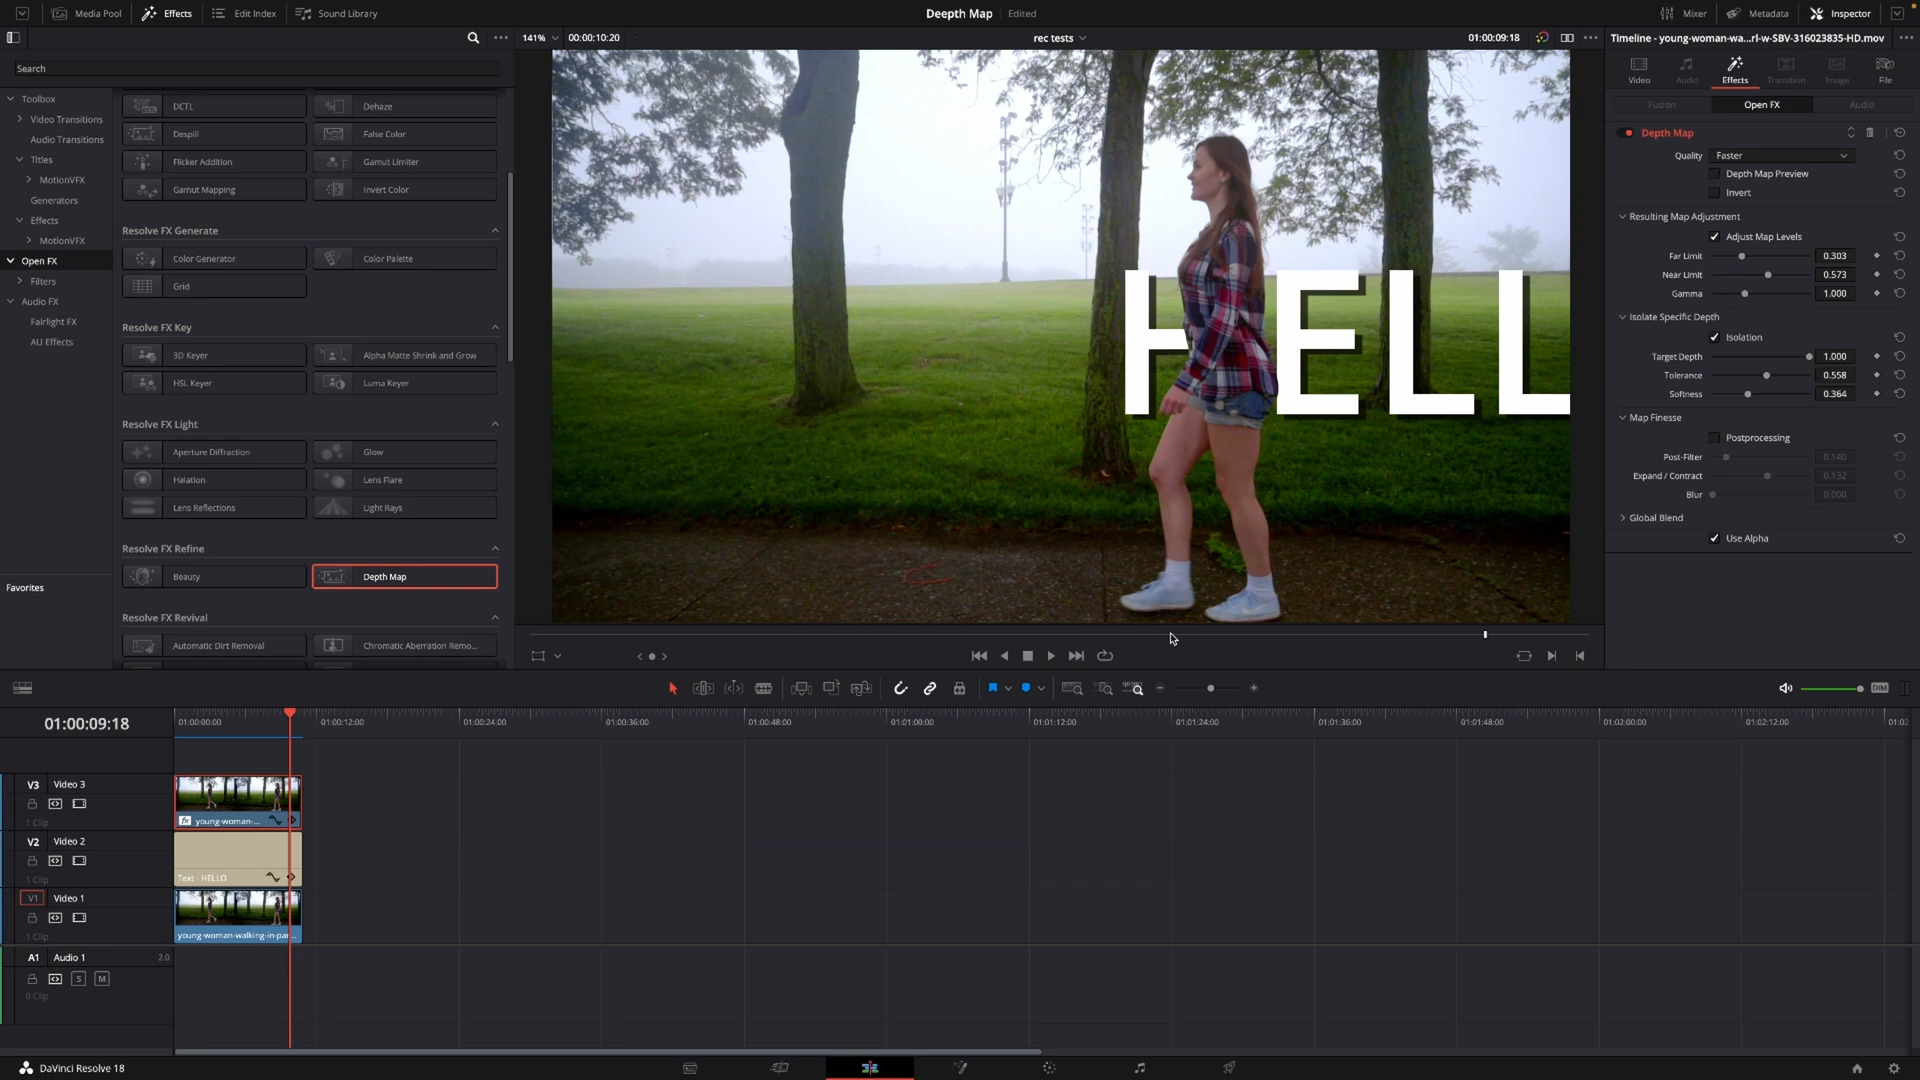 Media Pool
Effects
Edit Index
Sound Library
Deepth Map
Edited
Mixer
Metadata
Inspector
141%
00:00:10:20
rec tests
01:00:09:18
Timeline - young-woman-wa...rl-w-SBV-316023835-HD.mov
Search
Toolbox
Video Transitions
Audio Transitions
Titles
MotionVFX
Generators
Effects
MotionVFX
Open FX
Filters
Audio FX
Fairlight FX
AU Effects
Favorites
DCTL
Dehaze
Despill
False Color
Flicker Addition
Gamut Limiter
Gamut Mapping
Invert Color
Resolve FX Generate
Color Generator
Color Palette
Grid
Resolve FX Key
3D Keyer
Alpha Matte Shrink and Grow
HSL Keyer
Luma Keyer
Resolve FX Light
Aperture Diffraction
Glow
Halation
Lens Flare
Lens Reflections
Light Rays
Resolve FX Refine
Beauty
Depth Map
Resolve FX Revival
Automatic Dirt Removal
Chromatic Aberration Remo...
HELL
Video
Audio
Effects
Transition
Image
File
Fusion
Open FX
Audio
Depth Map
Quality
Faster
Depth Map Preview
Invert
Resulting Map Adjustment
Adjust Map Levels
Far Limit
0.303
Near Limit
0.573
Gamma
1.000
Isolate Specific Depth
Isolation
Target Depth
1.000
Tolerance
0.558
Softness
0.364
Map Finesse
Postprocessing
Post-Filter
0.140
Expand / Contract
0.132
Blur
0.000
Global Blend
Use Alpha
DIM
01:00:09:18
01:00:00:00
01:00:12:00
01:00:24:00
01:00:36:00
01:00:48:00
01:01:00:00
01:01:12:00
01:01:24:00
01:01:36:00
01:01:48:00
01:02:00:00
01:02:12:00
V3
Video 3
1 Clip
fx
young-woman-...
V2
Video 2
1 Clip
Text - HELLO
V1
Video 1
1 Clip
young-woman-walking-in-par...
A1
Audio 1
2.0
S
M
0 Clip
DaVinci Resolve 18